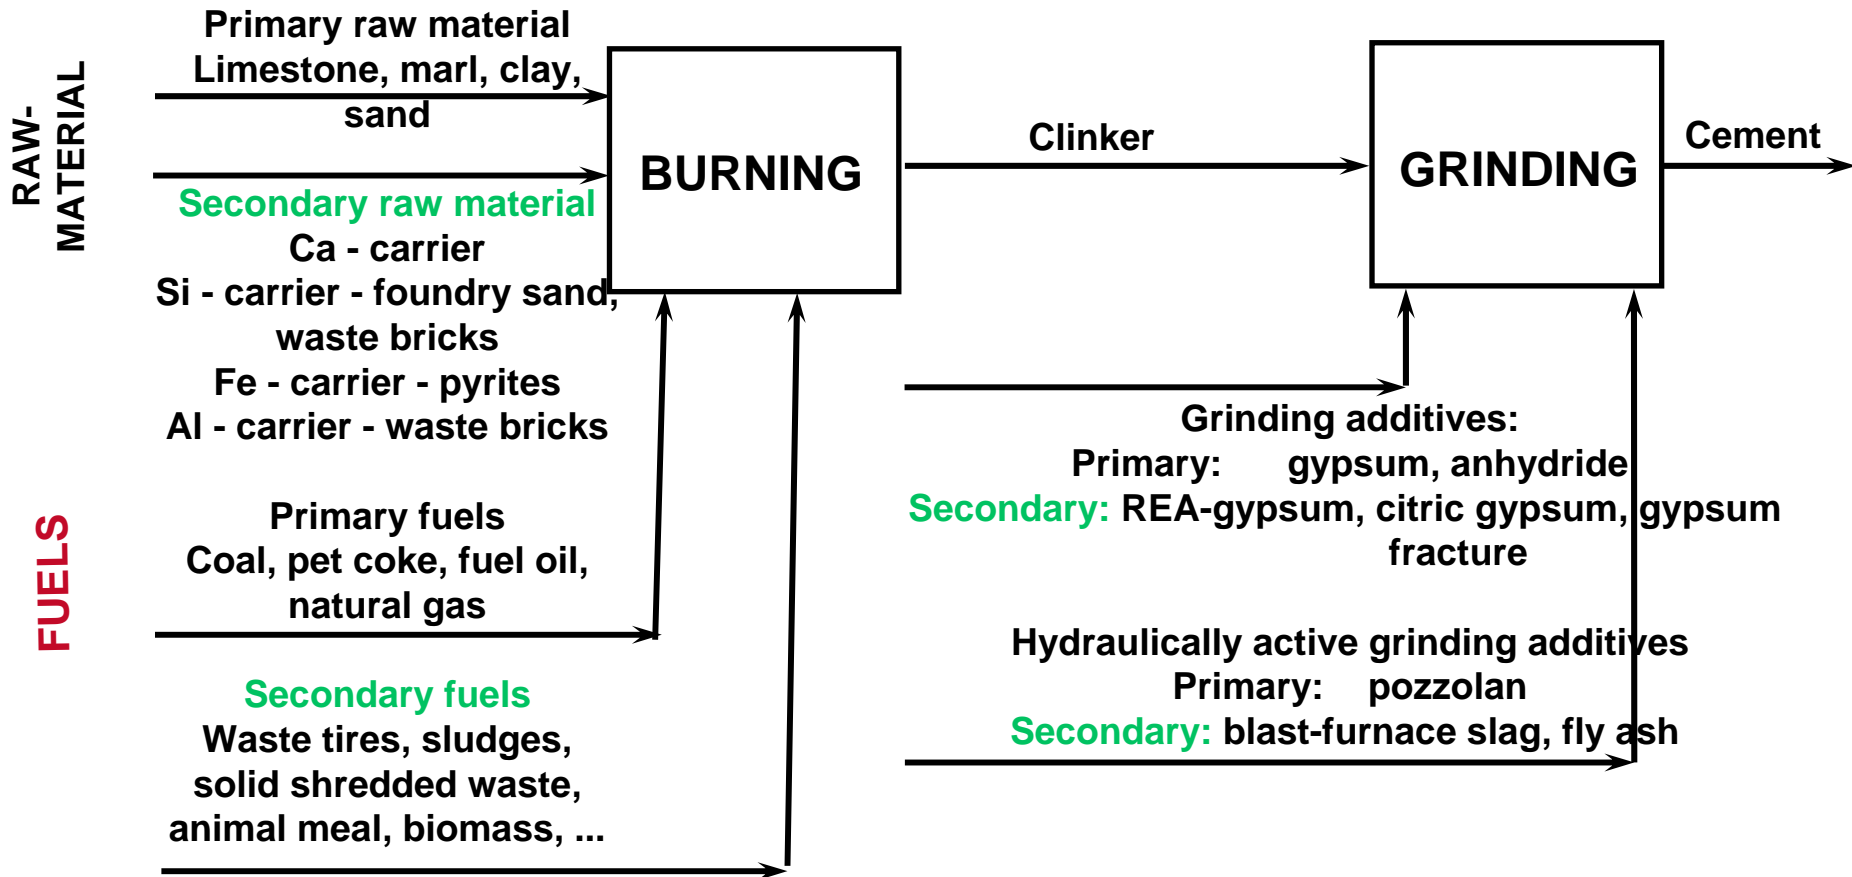 RAW-
MATERIAL
Primary raw material
Limestone, marl, clay,
sand
Secondary raw material
Ca - carrier
Si - carrier - foundry sand,
waste bricks
Fe - carrier - pyrites
Al - carrier - waste bricks
FUELS
Primary fuels
Coal, pet coke, fuel oil,
natural gas
Secondary fuels
Waste tires, sludges,
solid shredded waste,
animal meal, biomass, ...
BURNING
Clinker
GRINDING
Cement
Grinding additives:
Primary: gypsum, anhydride
Secondary: REA-gypsum, citric gypsum, gypsum
fracture
Hydraulically active grinding additives
Primary: pozzolan
Secondary: blast-furnace slag, fly ash